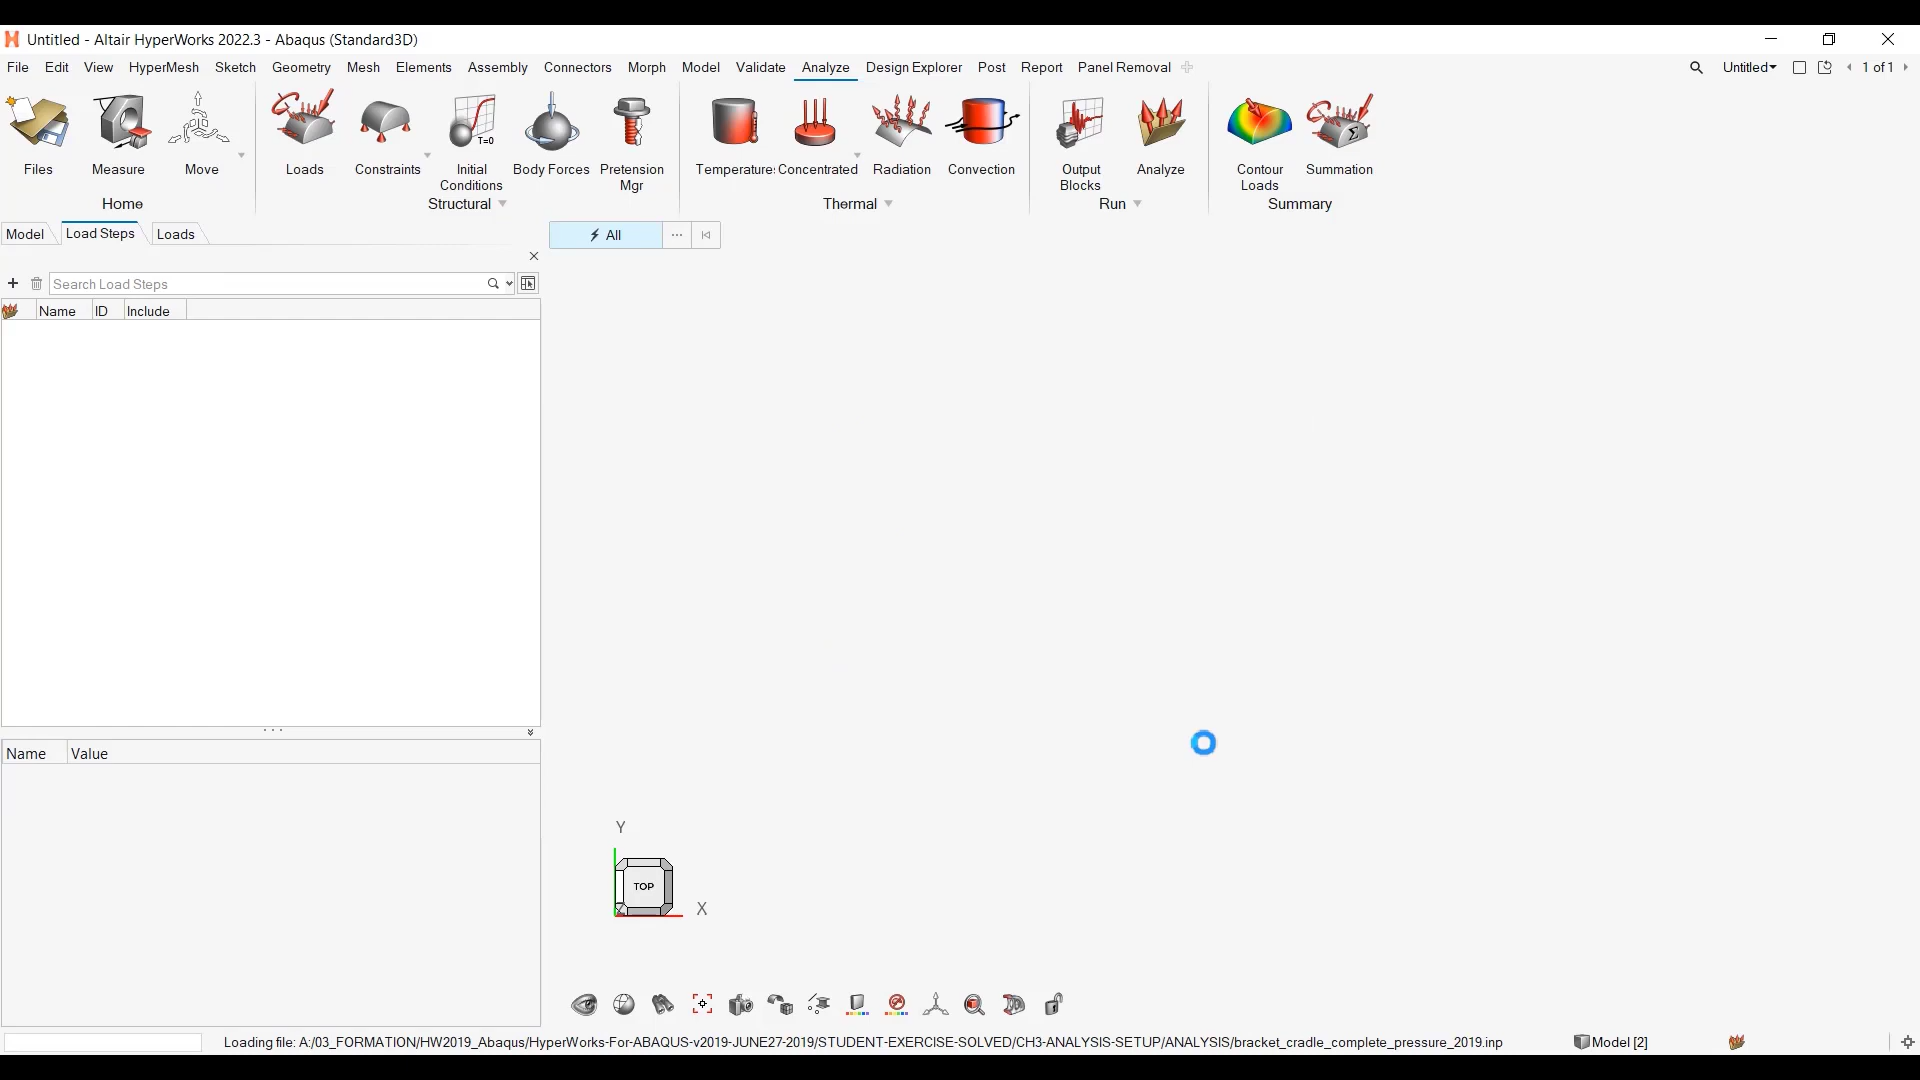 Untitled - Altair HyperWorks 2022.3 - Abaqus (Standard3D)
File Edit View HyperMesh Sketch Geometry Mesh Elements Assembly Connectors Morph Model Validate Analyze Design Explorer Post Report Panel Removal Untitled 1 of 1
T=0
Files Measure Move Loads Constraints Initial Conditions Body Forces Pretension Mgr Temperature Concentrated Radiation Convection Output Blocks Analyze Contour Loads Summation
Home Structural Thermal Run Summary
Model Load Steps Loads All
Search Load Steps
Name ID Include
Name Value
Y
TOP
X
Loading file: A:/03_FORMATION/HW2019_Abaqus/HyperWorks-For-ABAQUS-v2019-JUNE27-2019/STUDENT-EXERCISE-SOLVED/CH3-ANALYSIS-SETUP/ANALYSIS/bracket_cradle_complete_pressure_2019.inp Model [2]